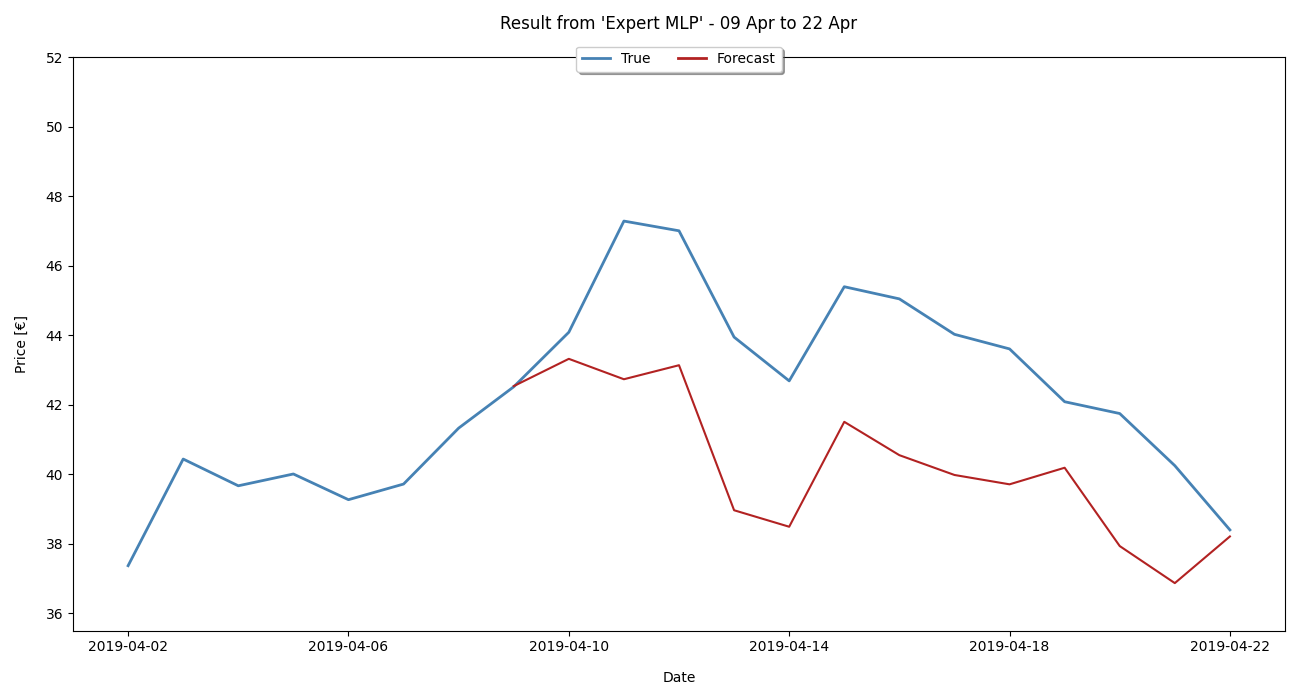 Result from 'Expert MLP' - 09 Apr to 22 Apr
True Forecast
52
50
48
46
44
42
40
38
36
Price [€]
2019-04-02 2019-04-06 2019-04-10 2019-04-14 2019-04-18 2019-04-22
Date